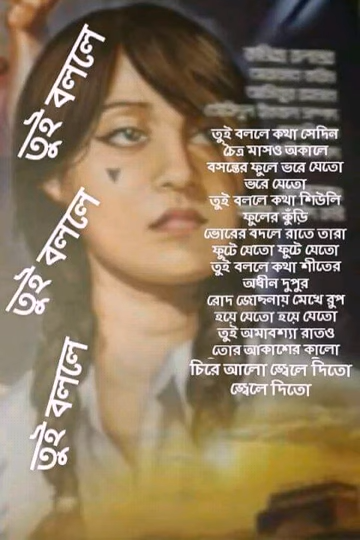 তুই বললে
তুই বললে
তুই বললে
তুই বললে কথা সেদিন
চৈত্র মাসও অকালে
বসন্তের ফুলে ভরে যেতো
ভরে যেতো
তুই বললে কথা শিউলি
ফুলের কুঁড়ি
ভোরের বদলে রাতে তারা
ফুটে যেতো ফুটে যেতো
তুই বললে কথা শীতের
অধীন দুপুর
রোদ জোছনায় মেখে রুপ
হয়ে যেতো হয়ে যেতো
তুই অমাবশ্যা রাতও
তোর আকাশের কালো
চিরে আলো জ্বেলে দিতো
জ্বেলে দিতো